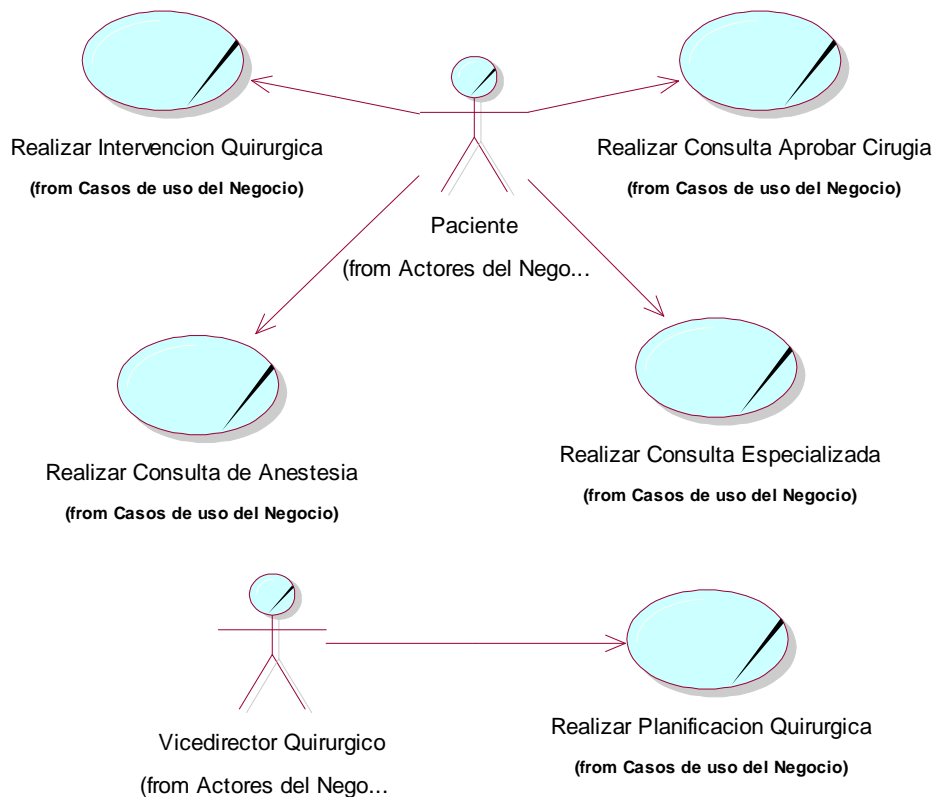 Realizar Intervencion Quirurgica
(from Casos de uso del Negocio)
Realizar Consulta Aprobar Cirugia
(from Casos de uso del Negocio)
Paciente
(from Actores del Nego...
Realizar Consulta de Anestesia
(from Casos de uso del Negocio)
Realizar Consulta Especializada
(from Casos de uso del Negocio)
Vicedirector Quirurgico
(from Actores del Nego...
Realizar Planificacion Quirurgica
(from Casos de uso del Negocio)